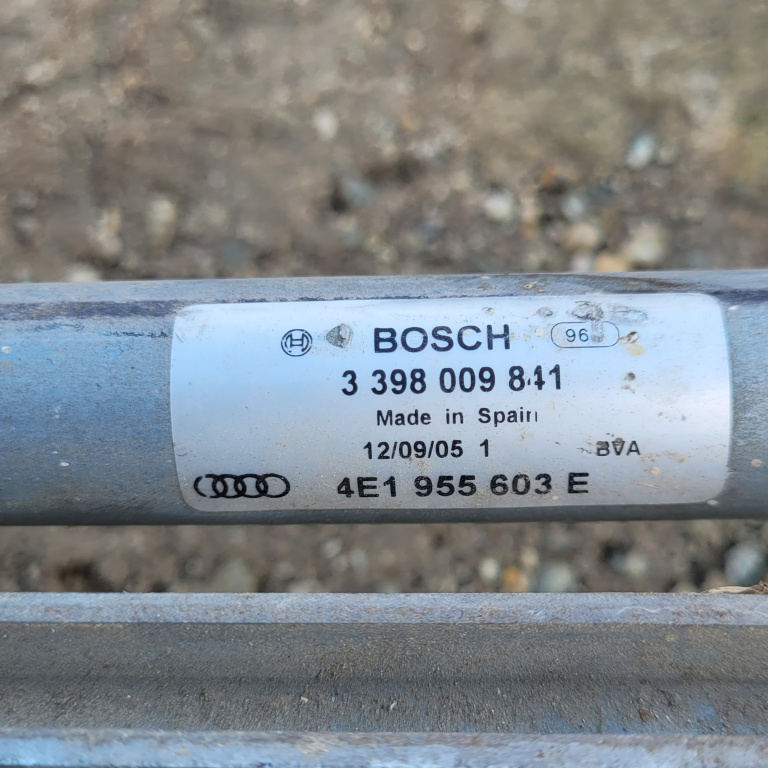 BOSCH 96
3 398 009 841
Made in Spain
12/09/05 1 BVA
4E1 955 603 E